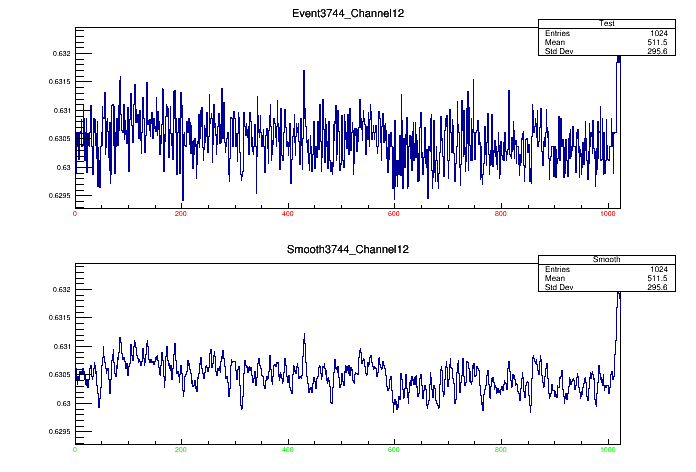 Event3744_Channel12
Test
Entries 1024
Mean 511.5
Std Dev 295.6
0.632
0.6315
0.631
0.6305
0.63
0.6295
0 200 400 600 800 1000
Smooth3744_Channel12
Smooth
Entries 1024
Mean 511.5
Std Dev 295.6
0.632
0.6315
0.631
0.6305
0.63
0.6295
0 200 400 600 800 1000